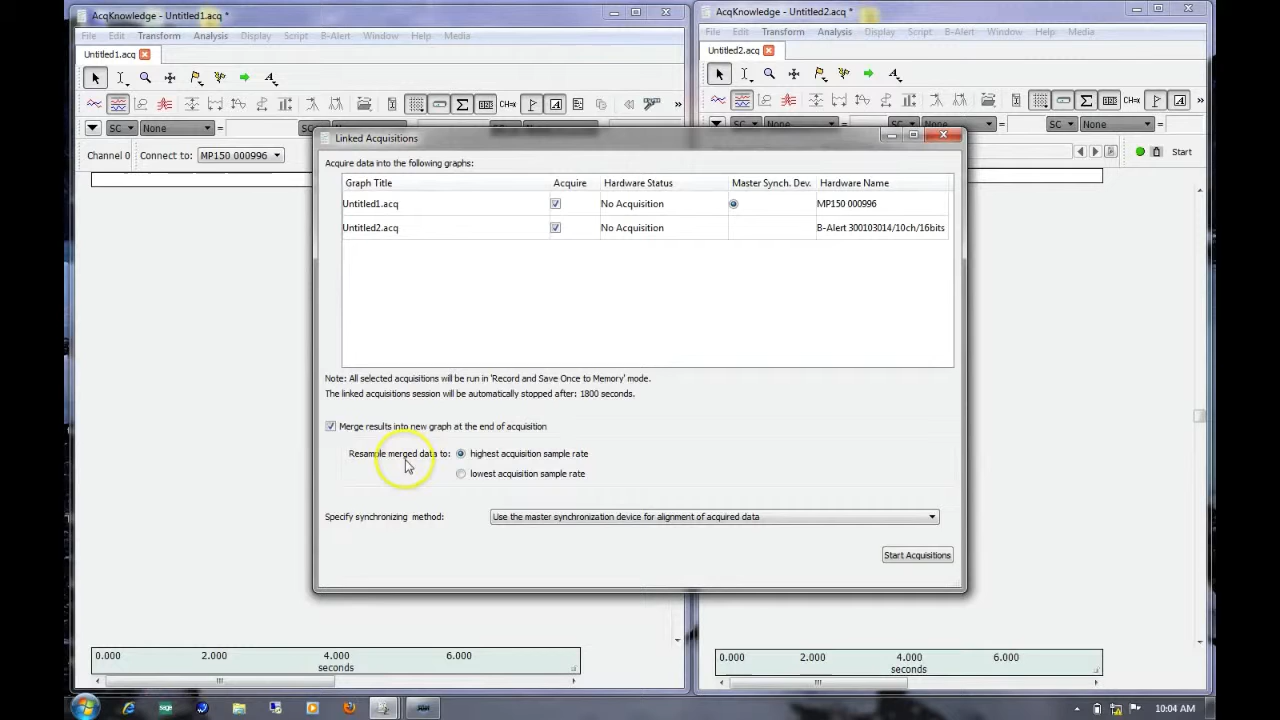 AcqKnowledge - Untitled1.acq *
AcqKnowledge - Untitled2.acq *
File Edit Transform Analysis Display Script B-Alert Window Help Media
File Edit Transform Analysis Display Script B-Alert Window Help Media
Untitled1.acq
Untitled2.acq
CHx
CHx
SC None = SC
SC None = SC None =
Channel 0 Connect to: MP150 000996
Start
Linked Acquisitions
Acquire data into the following graphs:
Graph Title Acquire Hardware Status Master Synch. Dev. Hardware Name
Untitled1.acq No Acquisition MP150 000996
Untitled2.acq No Acquisition B-Alert 300103014/10ch/16bits
Note: All selected acquisitions will be run in 'Record and Save Once to Memory' mode.
The linked acquisitions session will be automatically stopped after: 1800 seconds.
Merge results into new graph at the end of acquisition
Resample merged data to: highest acquisition sample rate
lowest acquisition sample rate
Specify synchronizing method: Use the master synchronization device for alignment of acquired data
Start Acquisitions
0.000 2.000 4.000 6.000
seconds
0.000 2.000 4.000 6.000
seconds
10:04 AM